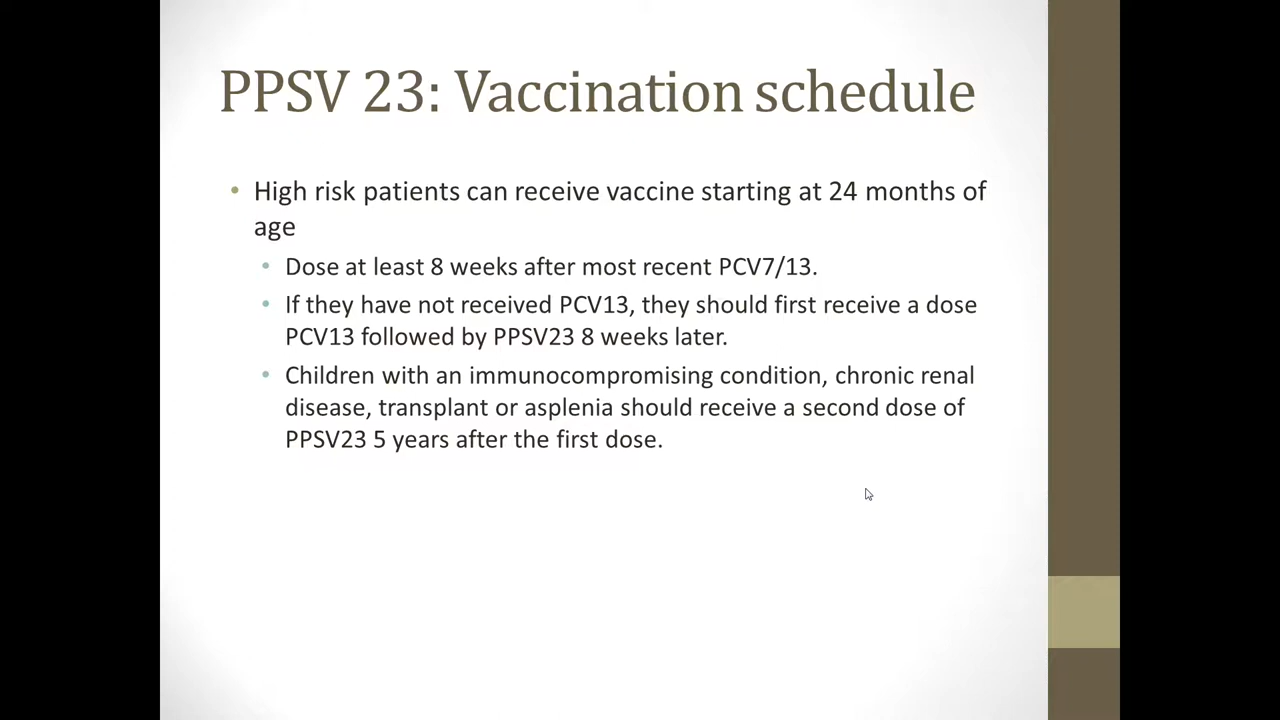 PPSV 23: Vaccination schedule
• High risk patients can receive vaccine starting at 24 months of
age
• Dose at least 8 weeks after most recent PCV7/13.
• If they have not received PCV13, they should first receive a dose
PCV13 followed by PPSV23 8 weeks later.
• Children with an immunocompromising condition, chronic renal
disease, transplant or asplenia should receive a second dose of
PPSV23 5 years after the first dose.